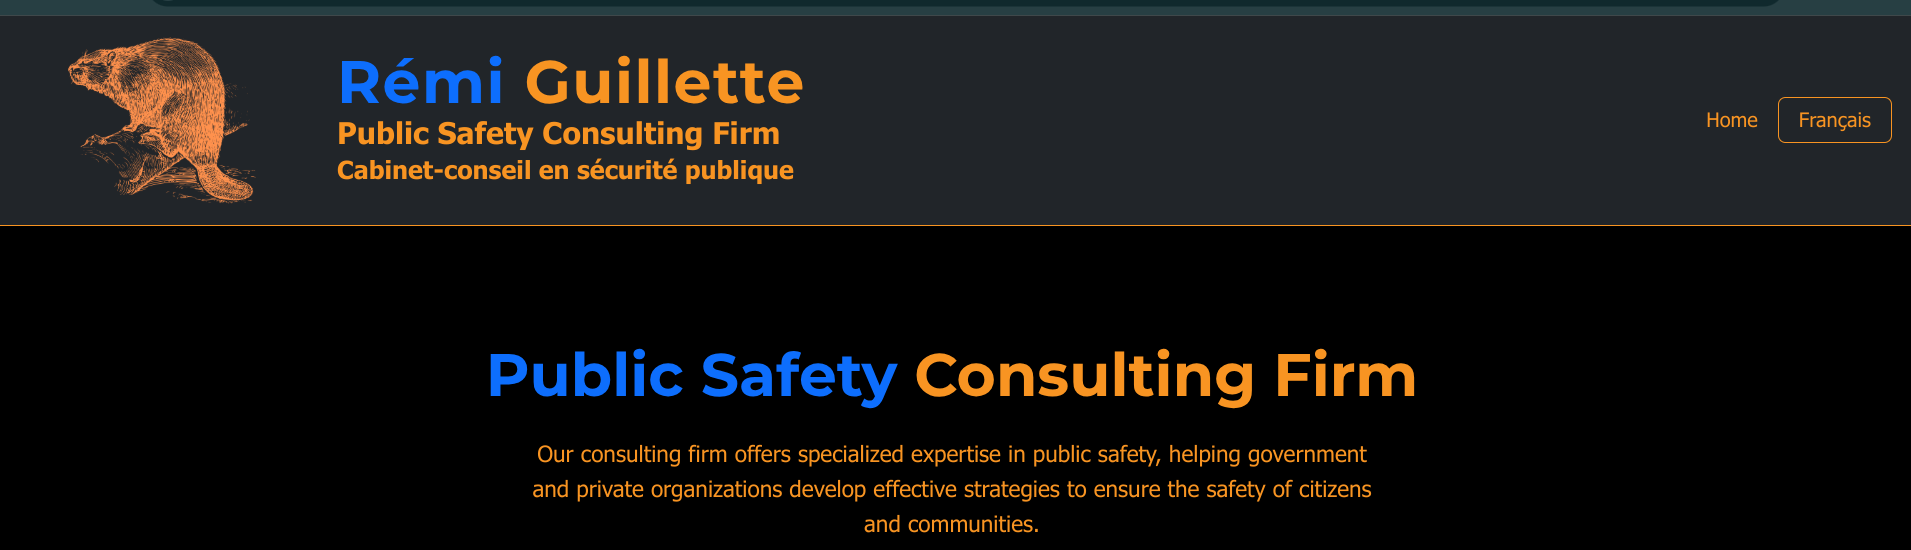 Rémi Guillette
Public Safety Consulting Firm
Cabinet-conseil en sécurité publique
Home
Français
Public Safety Consulting Firm
Our consulting firm offers specialized expertise in public safety, helping government
and private organizations develop effective strategies to ensure the safety of citizens
and communities.